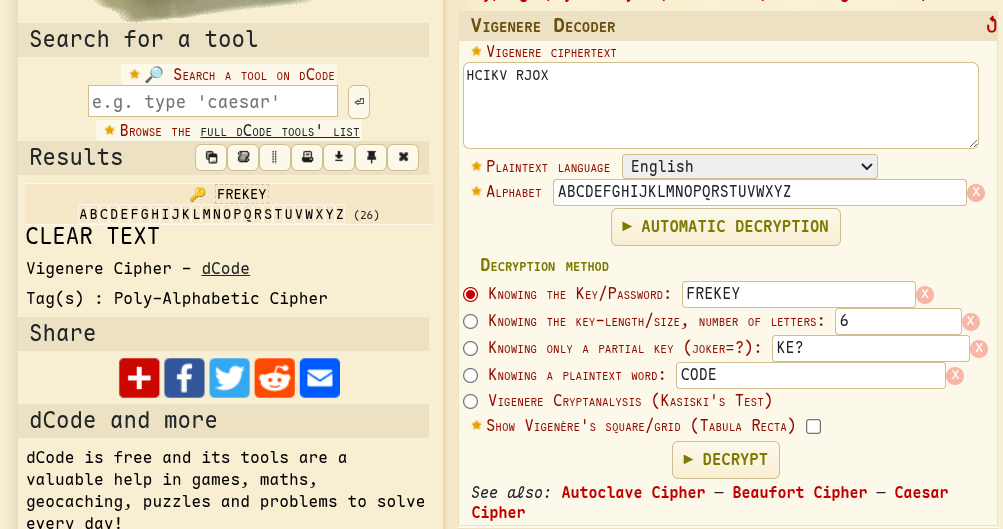 Search for a tool
Search a tool on dCode
e.g. type 'caesar'
Browse the full dCode tools' list
Results
FREKEY
ABCDEFGHIJKLMNOPQRSTUVWXYZ (26)
CLEAR TEXT
Vigenere Cipher - dCode
Tag(s) : Poly-Alphabetic Cipher
Share
dCode and more
dCode is free and its tools are a
valuable help in games, maths,
geocaching, puzzles and problems to solve
every day!
Vigenere Decoder
Vigenere ciphertext
HCIKV RJOX
Plaintext language English
Alphabet ABCDEFGHIJKLMNOPQRSTUVWXYZ X
► AUTOMATIC DECRYPTION
Decryption method
Knowing the Key/Password: FREKEY X
Knowing the key-length/size, number of letters: 6 X
Knowing only a partial key (joker=?): KE? X
Knowing a plaintext word: CODE X
Vigenere Cryptanalysis (Kasiski's Test)
Show Vigenère's square/grid (Tabula Recta)
► DECRYPT
See also: Autoclave Cipher — Beaufort Cipher — Caesar
Cipher